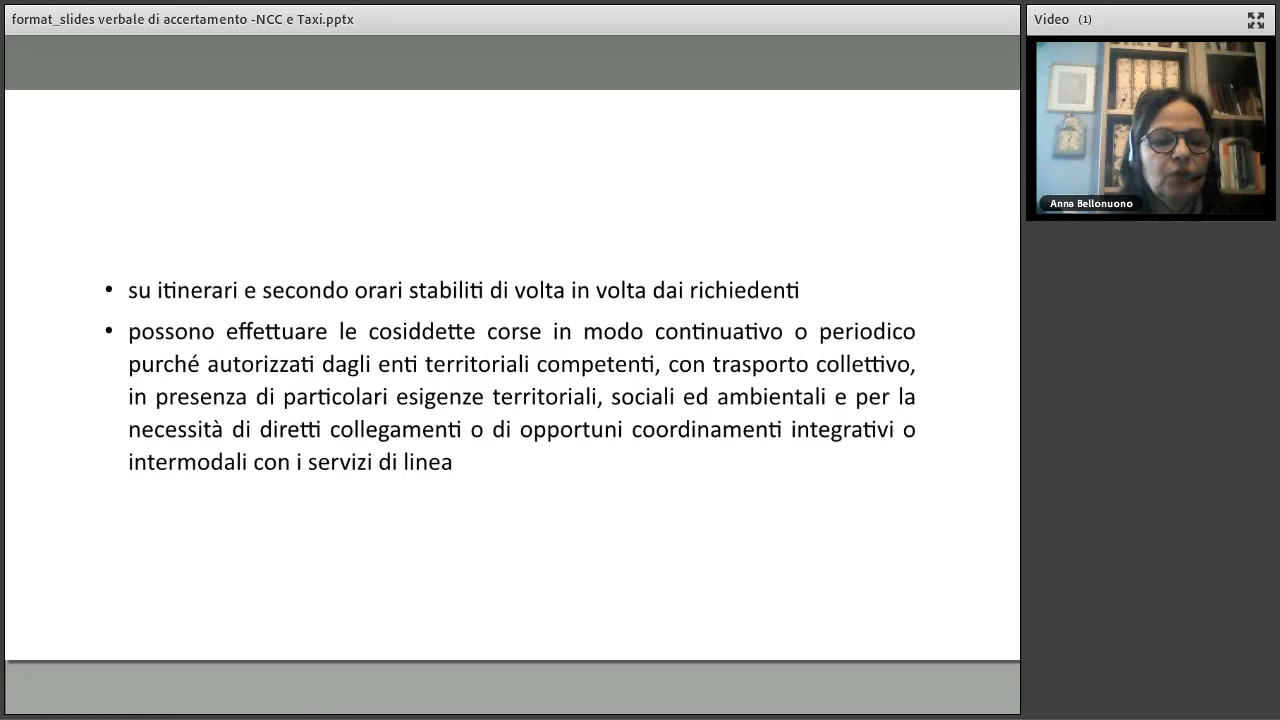 format_slides verbale di accertamento -NCC e Taxi.pptx
Video (1)
Anna Bellonuono
• su itinerari e secondo orari stabiliti di volta in volta dai richiedenti
• possono effettuare le cosiddette corse in modo continuativo o periodico
purché autorizzati dagli enti territoriali competenti, con trasporto collettivo,
in presenza di particolari esigenze territoriali, sociali ed ambientali e per la
necessità di diretti collegamenti o di opportuni coordinamenti integrativi o
intermodali con i servizi di linea